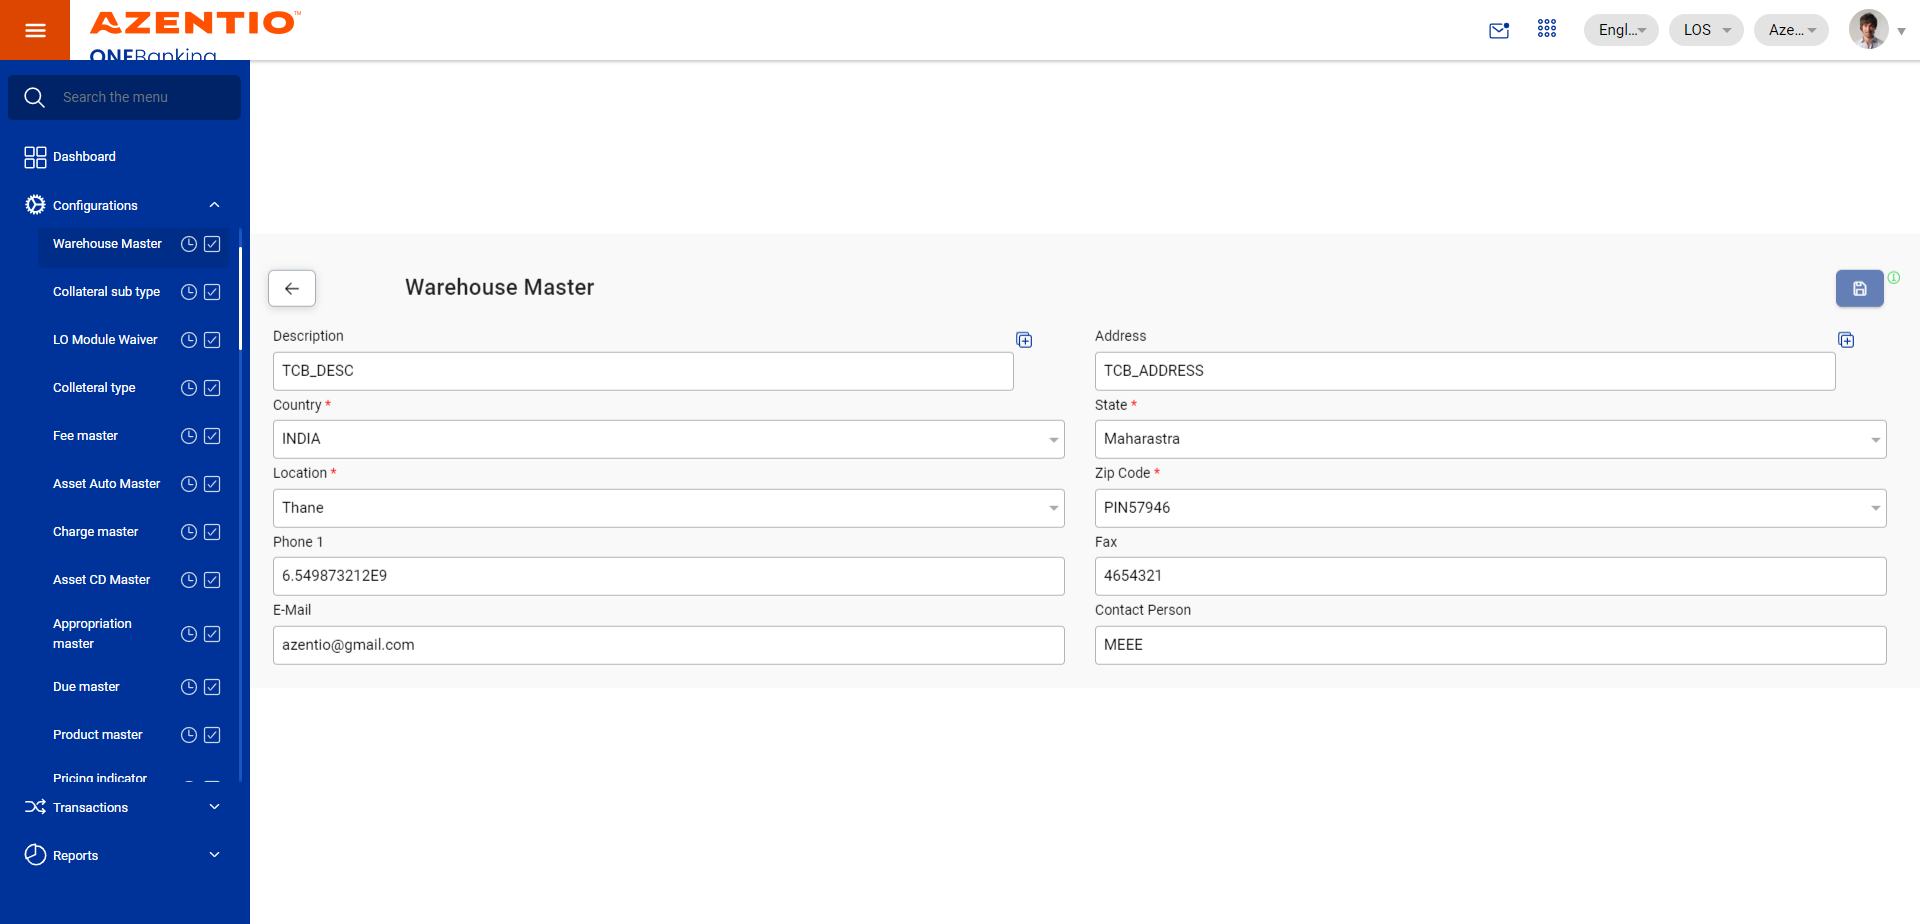 AZENTIO™
ONEBanking
Engl...
LOS
Aze...
Search the menu
Dashboard
Configurations
Warehouse Master
Collateral sub type
LO Module Waiver
Colleteral type
Fee master
Asset Auto Master
Charge master
Asset CD Master
Appropriation
master
Due master
Product master
Pricing indicator
Transactions
Reports
Warehouse Master
Description
TCB_DESC
Address
TCB_ADDRESS
Country *
INDIA
State *
Maharastra
Location *
Thane
Zip Code *
PIN57946
Phone 1
6.549873212E9
Fax
4654321
E-Mail
azentio@gmail.com
Contact Person
MEEE